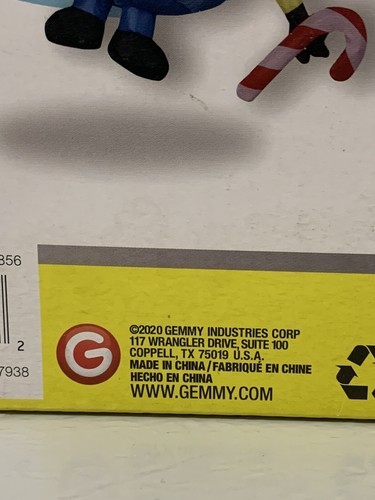 356
2
7938
G
©2020 GEMMY INDUSTRIES CORP
117 WRANGLER DRIVE, SUITE 100
COPPELL, TX 75019 U.S.A.
MADE IN CHINA / FABRIQUÉ EN CHINE
HECHO EN CHINA
WWW.GEMMY.COM